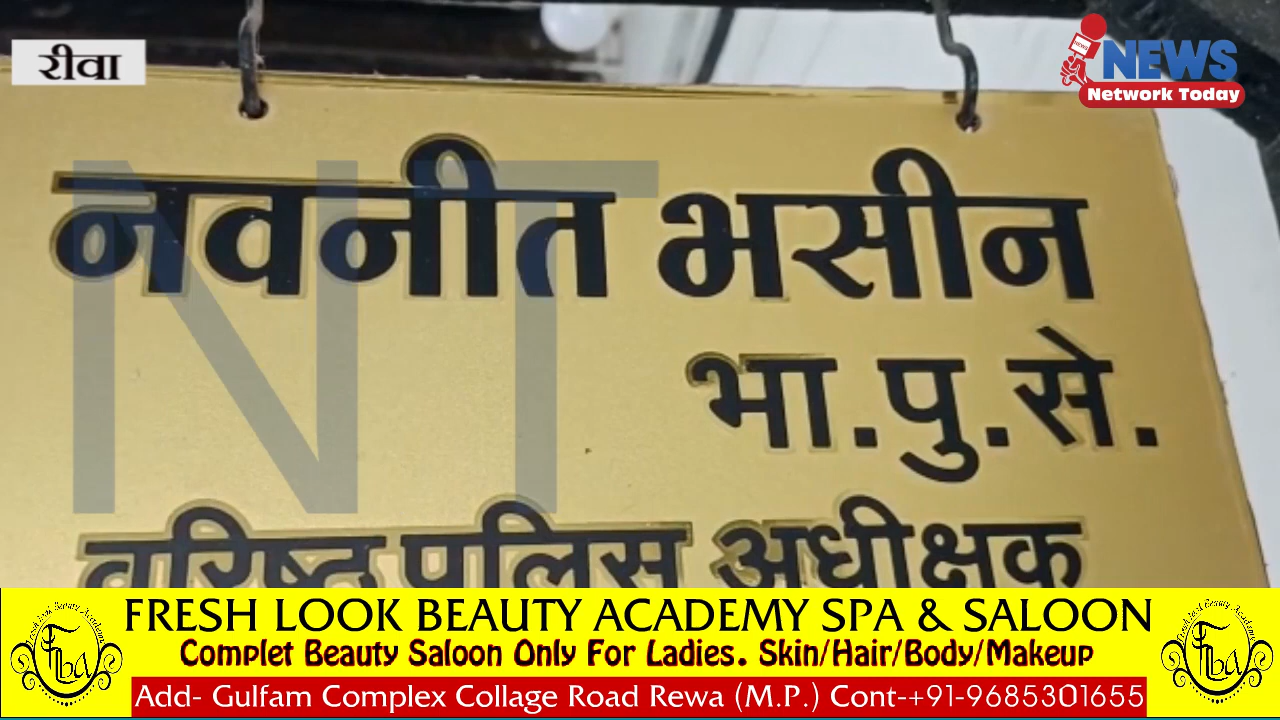 रीवा
NEWS
Network Today
नवनीत भसीन
भा.पु.से.
वरिष्ठ पुलिस अधीक्षक
NT
FRESH LOOK BEAUTY ACADEMY SPA & SALOON
Complet Beauty Saloon Only For Ladies. Skin/Hair/Body/Makeup
Add- Gulfam Complex Collage Road Rewa (M.P.) Cont-+91-9685301655